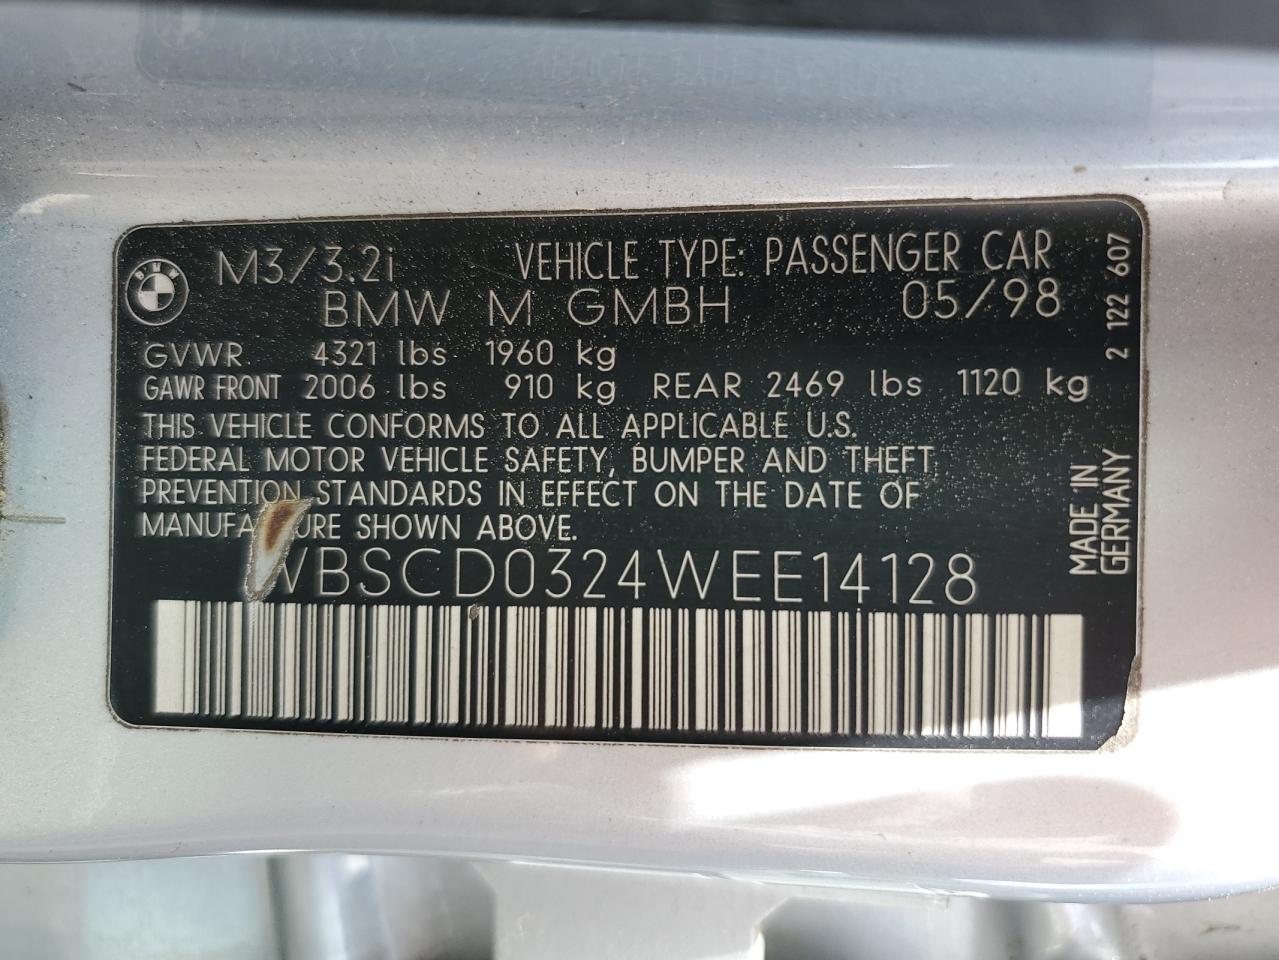 BMW
M3/3.2i VEHICLE TYPE: PASSENGER CAR
BMW M GMBH 05/98
GVWR 4321 lbs 1960 kg
GAWR FRONT 2006 lbs 910 kg REAR 2469 lbs 1120 kg
THIS VEHICLE CONFORMS TO ALL APPLICABLE U.S.
FEDERAL MOTOR VEHICLE SAFETY, BUMPER AND THEFT
PREVENTION STANDARDS IN EFFECT ON THE DATE OF
MANUFACTURE SHOWN ABOVE.
WBSCD0324WEE14128
2 122 607
MADE IN
GERMANY